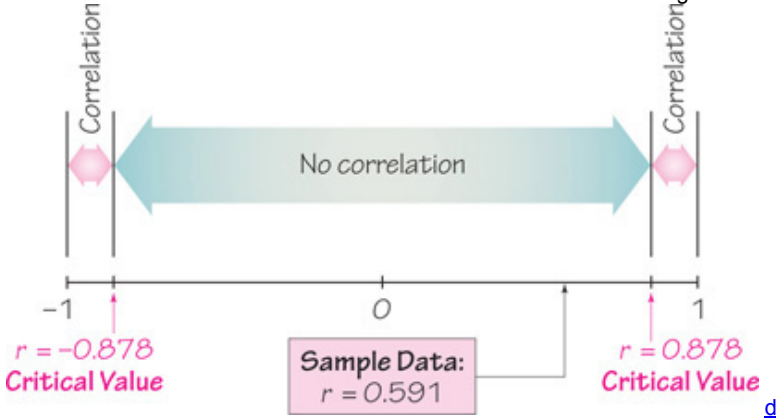 Correlation
Correlation
No correlation
−1
0
1
r = −0.878
Critical Value
Sample Data:
r = 0.591
r = 0.878
Critical Value
d